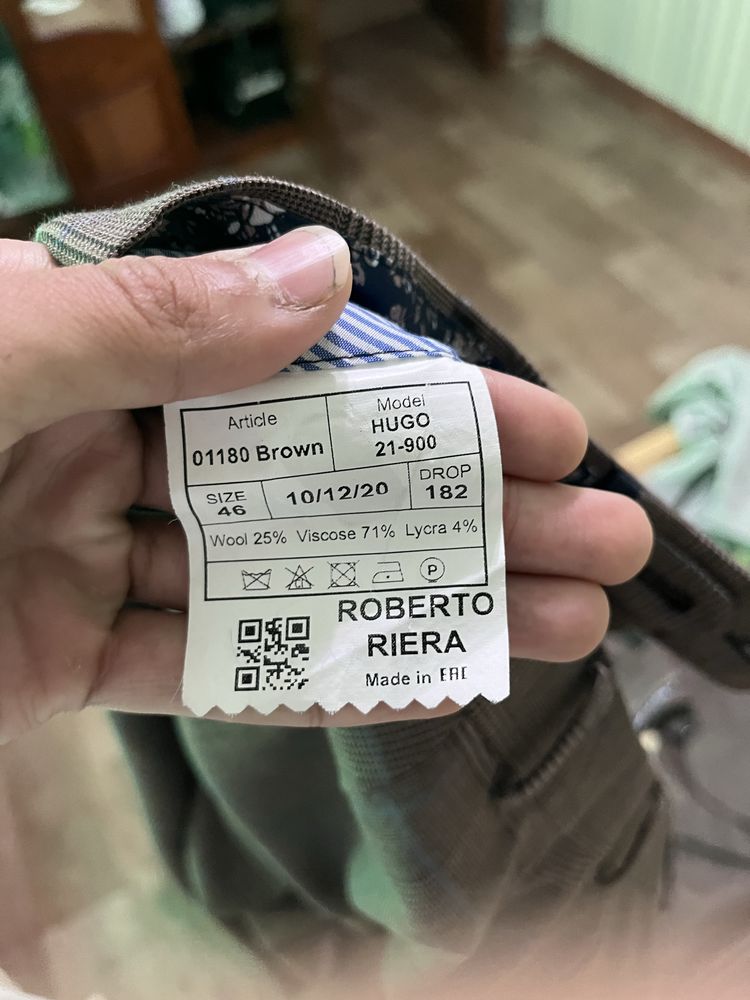 Article
01180 Brown
Model
HUGO
21-900
SIZE
46
10/12/20
DROP
182
Wool 25% Viscose 71% Lycra 4%
P
ROBERTO
RIERA
Made in EAC